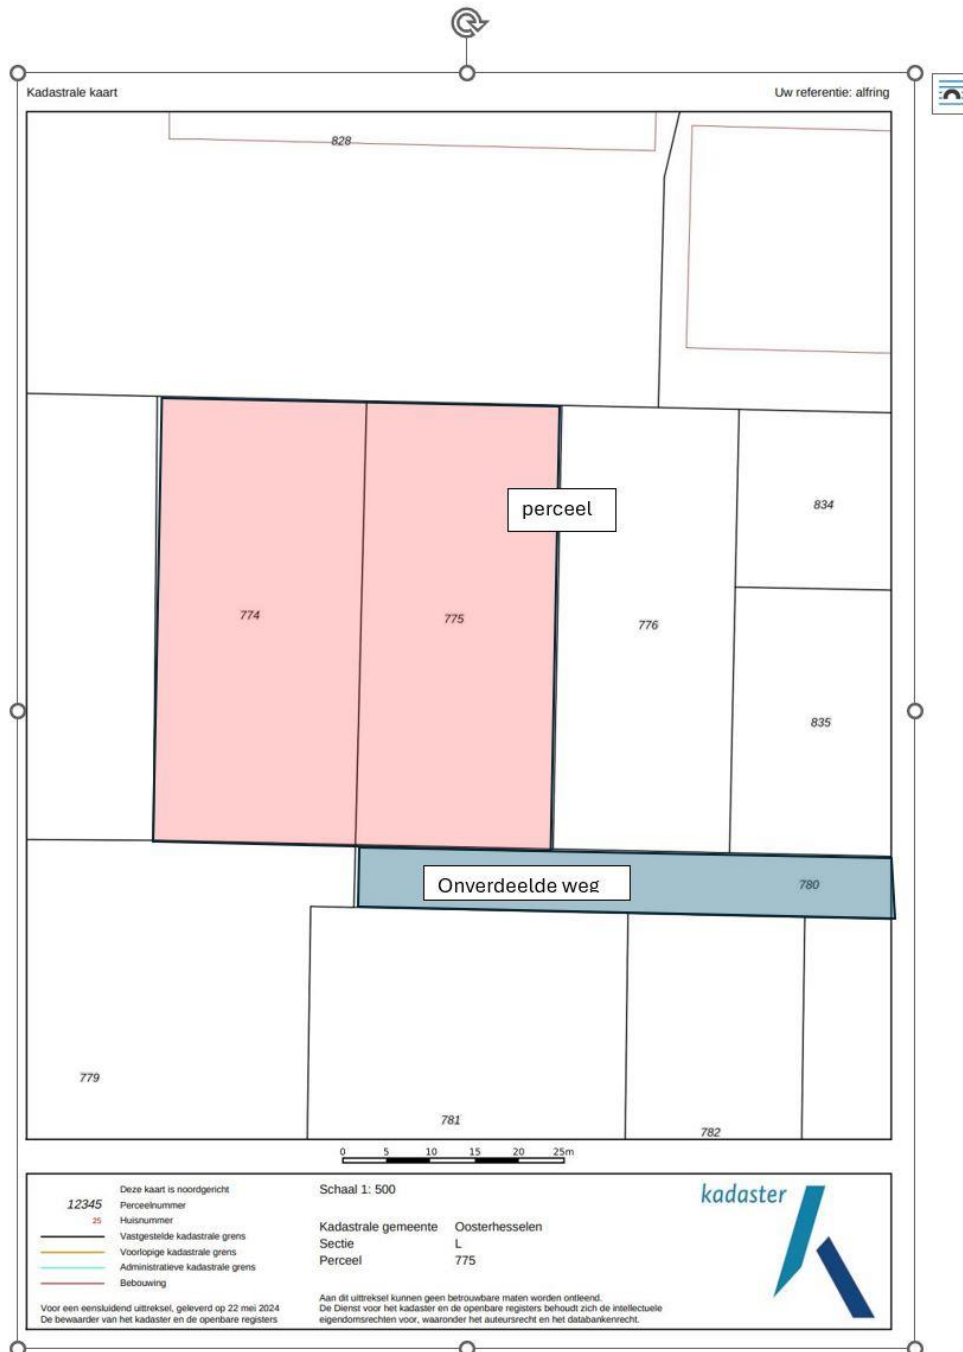 Kadastrale kaart
Uw referentie: alfring
828
perceel
834
774
775
776
835
Onverdeelde weg
780
779
781
782
0 5 10 15 20 25m
Deze kaart is noordgericht
12345 Perceelnummer
25 Huisnummer
Vastgestelde kadastrale grens
Voorlopige kadastrale grens
Administratieve kadastrale grens
Bebouwing
Voor een eensluidend uittreksel, geleverd op 22 mei 2024
De bewaarder van het kadaster en de openbare registers
Schaal 1: 500
Kadastrale gemeente Oosterhesselen
Sectie L
Perceel 775
Aan dit uittreksel kunnen geen betrouwbare maten worden ontleend.
De Dienst voor het kadaster en de openbare registers behoudt zich de intellectuele
eigendomsrechten voor, waaronder het auteursrecht en het databankenrecht.
kadaster